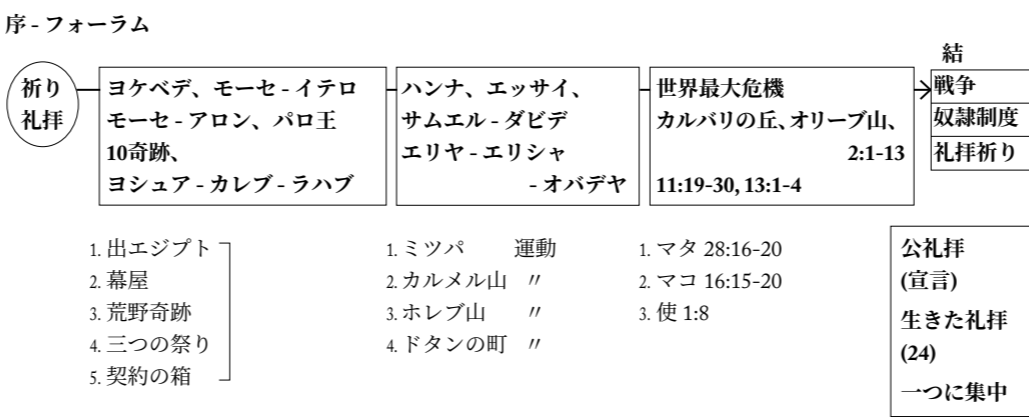 序 - フォーラム
祈り
礼拝
ヨケベデ、モーセ - イテロ
モーセ - アロン、パロ王
10奇跡、
ヨシュア - カレブ - ラハブ
ハンナ、エッサイ、
サムエル - ダビデ
エリヤ - エリシャ
- オバデヤ
世界最大危機
カルバリの丘、オリーブ山、
2:1-13
11:19-30, 13:1-4
結
戦争
奴隷制度
礼拝祈り
1. 出エジプト
2. 幕屋
3. 荒野奇跡
4. 三つの祭り
5. 契約の箱
1. ミツパ 運動
2. カルメル山 〃
3. ホレブ山 〃
4. ドタンの町 〃
1. マタ 28:16-20
2. マコ 16:15-20
3. 使 1:8
公礼拝
(宣言)
生きた礼拝
(24)
一つに集中